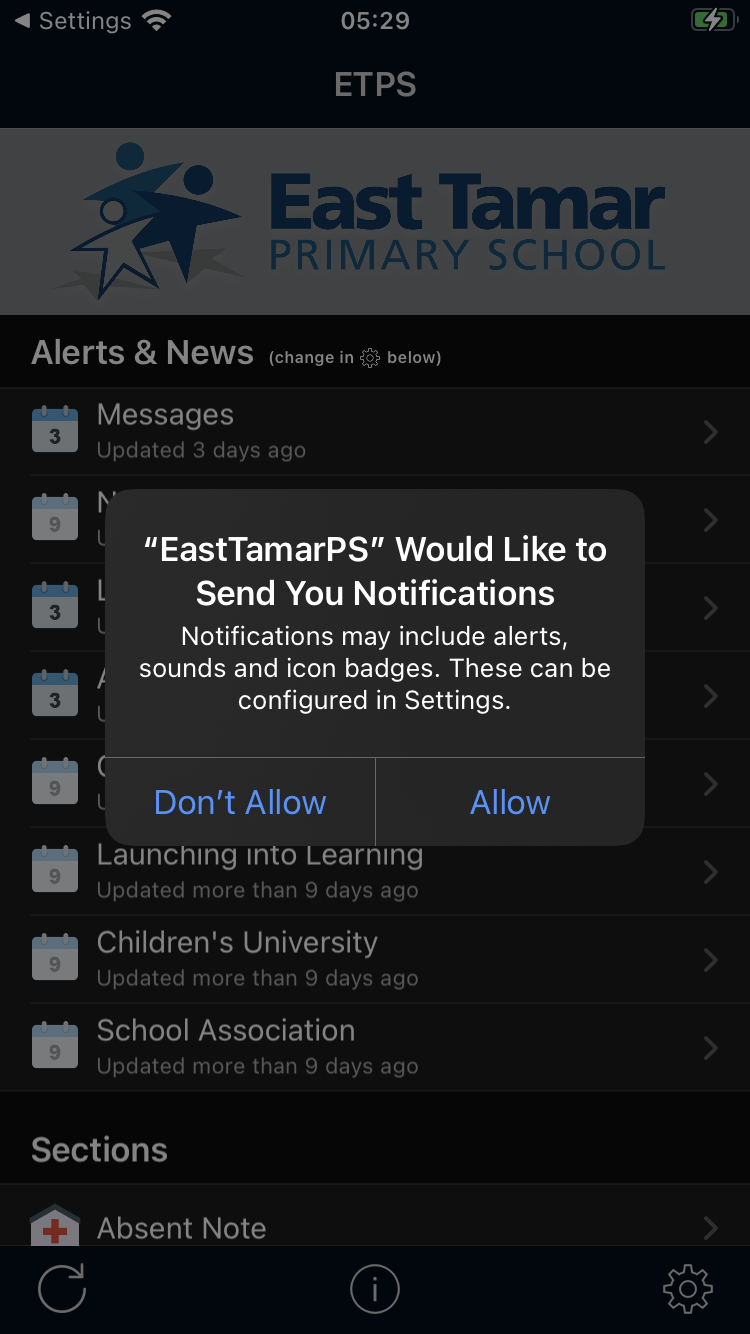 Settings 05:29
ETPS
East Tamar
PRIMARY SCHOOL
Alerts & News (change in below)
3 Messages
Updated 3 days ago
9
3
3
9
“EastTamarPS” Would Like to
Send You Notifications
Notifications may include alerts,
sounds and icon badges. These can be
configured in Settings.
Don’t Allow Allow
9 Launching into Learning
Updated more than 9 days ago
9 Children's University
Updated more than 9 days ago
9 School Association
Updated more than 9 days ago
Sections
Absent Note